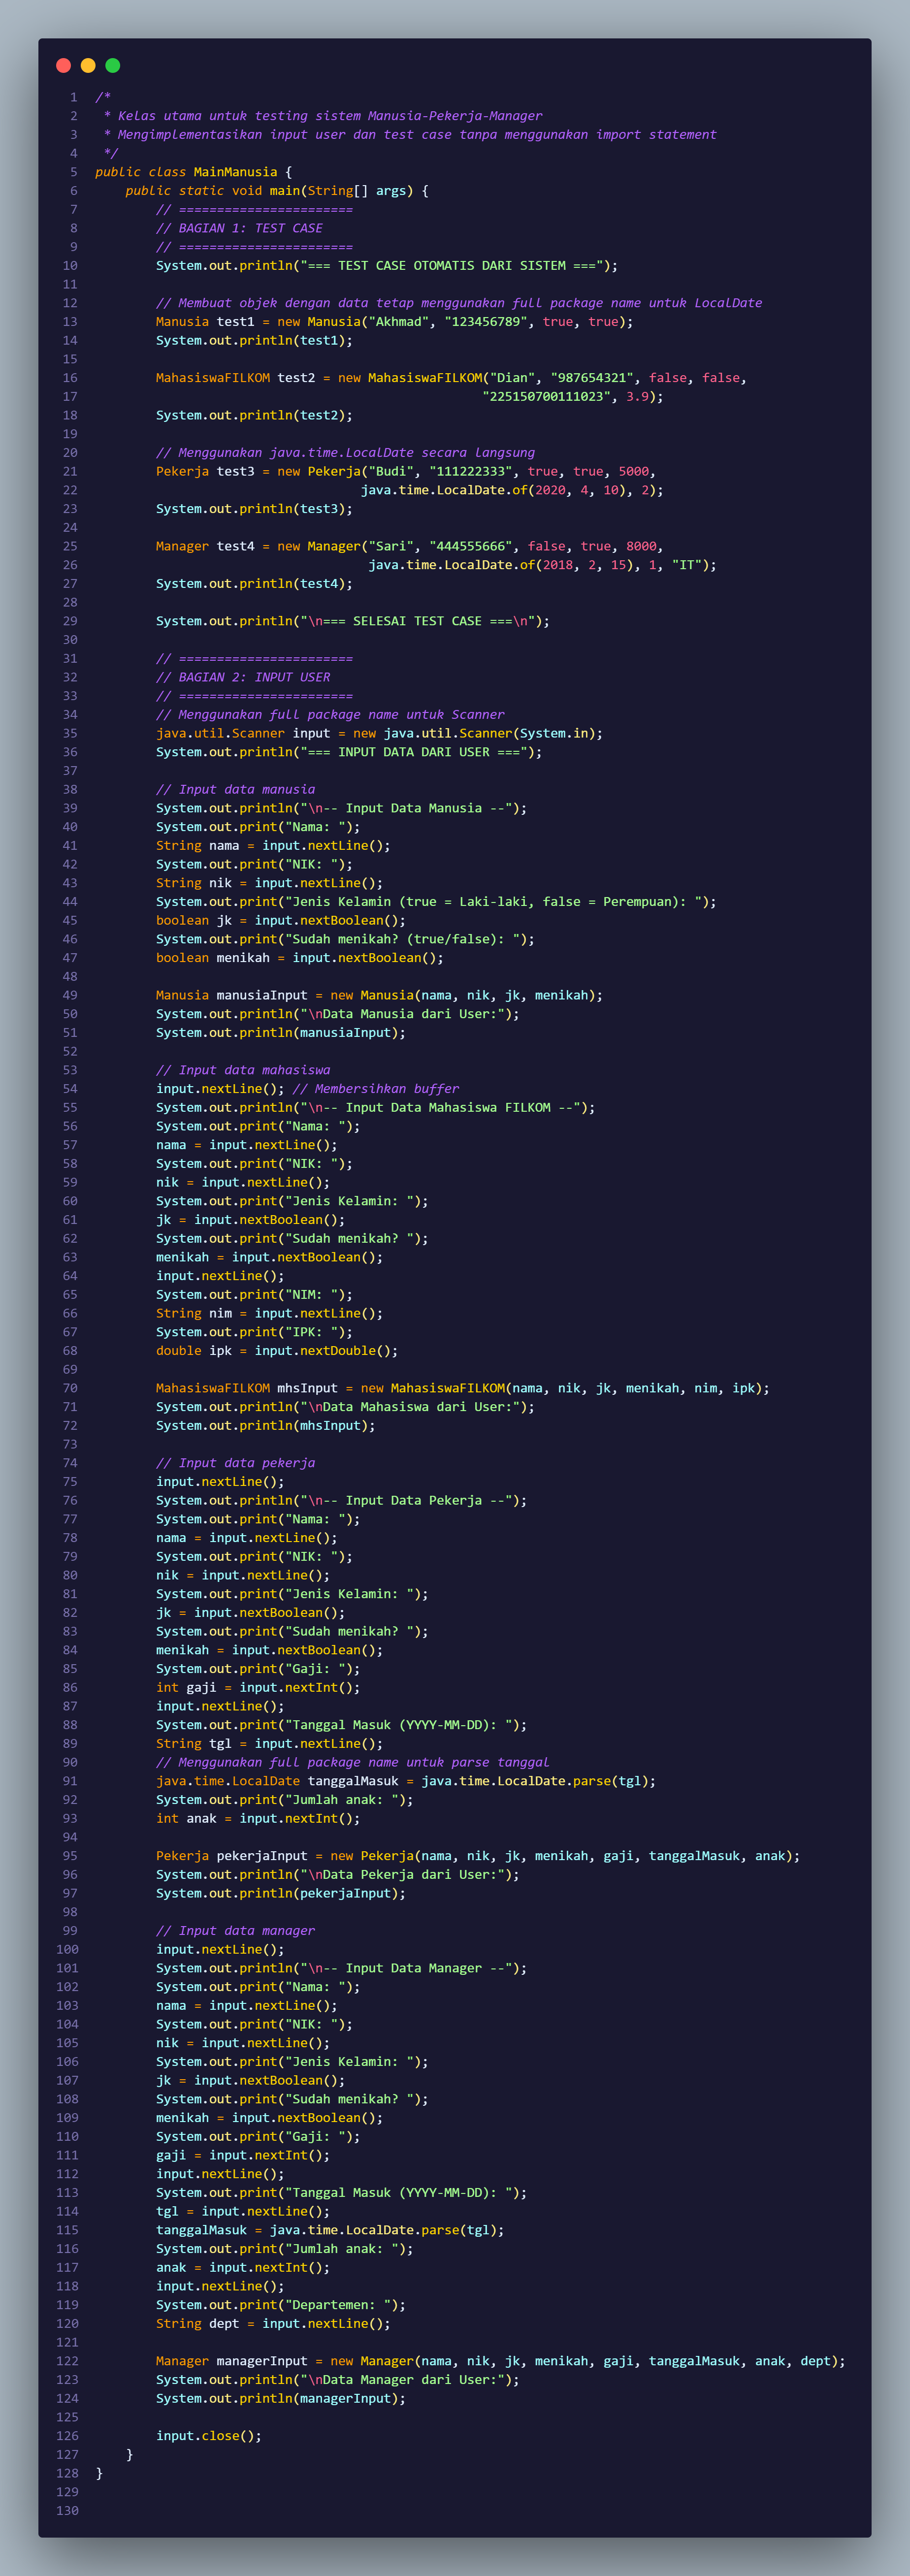 1 /*
2  * Kelas utama untuk testing sistem Manusia-Pekerja-Manager
3  * Mengimplementasikan input user dan test case tanpa menggunakan import statement
4  */
5 public class MainManusia {
6     public static void main(String[] args) {
7         // =======================
8         // BAGIAN 1: TEST CASE
9         // =======================
10         System.out.println("=== TEST CASE OTOMATIS DARI SISTEM ===");
11
12         // Membuat objek dengan data tetap menggunakan full package name untuk LocalDate
13         Manusia test1 = new Manusia("Akhmad", "123456789", true, true);
14         System.out.println(test1);
15
16         MahasiswaFILKOM test2 = new MahasiswaFILKOM("Dian", "987654321", false, false,
17                                                    "225150700111023", 3.9);
18         System.out.println(test2);
19
20         // Menggunakan java.time.LocalDate secara langsung
21         Pekerja test3 = new Pekerja("Budi", "111222333", true, true, 5000,
22                                    java.time.LocalDate.of(2020, 4, 10), 2);
23         System.out.println(test3);
24
25         Manager test4 = new Manager("Sari", "444555666", false, true, 8000,
26                                     java.time.LocalDate.of(2018, 2, 15), 1, "IT");
27         System.out.println(test4);
28
29         System.out.println("\n=== SELESAI TEST CASE ===\n");
30
31         // =======================
32         // BAGIAN 2: INPUT USER
33         // =======================
34         // Menggunakan full package name untuk Scanner
35         java.util.Scanner input = new java.util.Scanner(System.in);
36         System.out.println("=== INPUT DATA DARI USER ===");
37
38         // Input data manusia
39         System.out.println("\n-- Input Data Manusia --");
40         System.out.print("Nama: ");
41         String nama = input.nextLine();
42         System.out.print("NIK: ");
43         String nik = input.nextLine();
44         System.out.print("Jenis Kelamin (true = Laki-laki, false = Perempuan): ");
45         boolean jk = input.nextBoolean();
46         System.out.print("Sudah menikah? (true/false): ");
47         boolean menikah = input.nextBoolean();
48
49         Manusia manusiaInput = new Manusia(nama, nik, jk, menikah);
50         System.out.println("\nData Manusia dari User:");
51         System.out.println(manusiaInput);
52
53         // Input data mahasiswa
54         input.nextLine(); // Membersihkan buffer
55         System.out.println("\n-- Input Data Mahasiswa FILKOM --");
56         System.out.print("Nama: ");
57         nama = input.nextLine();
58         System.out.print("NIK: ");
59         nik = input.nextLine();
60         System.out.print("Jenis Kelamin: ");
61         jk = input.nextBoolean();
62         System.out.print("Sudah menikah? ");
63         menikah = input.nextBoolean();
64         input.nextLine();
65         System.out.print("NIM: ");
66         String nim = input.nextLine();
67         System.out.print("IPK: ");
68         double ipk = input.nextDouble();
69
70         MahasiswaFILKOM mhsInput = new MahasiswaFILKOM(nama, nik, jk, menikah, nim, ipk);
71         System.out.println("\nData Mahasiswa dari User:");
72         System.out.println(mhsInput);
73
74         // Input data pekerja
75         input.nextLine();
76         System.out.println("\n-- Input Data Pekerja --");
77         System.out.print("Nama: ");
78         nama = input.nextLine();
79         System.out.print("NIK: ");
80         nik = input.nextLine();
81         System.out.print("Jenis Kelamin: ");
82         jk = input.nextBoolean();
83         System.out.print("Sudah menikah? ");
84         menikah = input.nextBoolean();
85         System.out.print("Gaji: ");
86         int gaji = input.nextInt();
87         input.nextLine();
88         System.out.print("Tanggal Masuk (YYYY-MM-DD): ");
89         String tgl = input.nextLine();
90         // Menggunakan full package name untuk parse tanggal
91         java.time.LocalDate tanggalMasuk = java.time.LocalDate.parse(tgl);
92         System.out.print("Jumlah anak: ");
93         int anak = input.nextInt();
94
95         Pekerja pekerjaInput = new Pekerja(nama, nik, jk, menikah, gaji, tanggalMasuk, anak);
96         System.out.println("\nData Pekerja dari User:");
97         System.out.println(pekerjaInput);
98
99         // Input data manager
100         input.nextLine();
101         System.out.println("\n-- Input Data Manager --");
102         System.out.print("Nama: ");
103         nama = input.nextLine();
104         System.out.print("NIK: ");
105         nik = input.nextLine();
106         System.out.print("Jenis Kelamin: ");
107         jk = input.nextBoolean();
108         System.out.print("Sudah menikah? ");
109         menikah = input.nextBoolean();
110         System.out.print("Gaji: ");
111         gaji = input.nextInt();
112         input.nextLine();
113         System.out.print("Tanggal Masuk (YYYY-MM-DD): ");
114         tgl = input.nextLine();
115         tanggalMasuk = java.time.LocalDate.parse(tgl);
116         System.out.print("Jumlah anak: ");
117         anak = input.nextInt();
118         input.nextLine();
119         System.out.print("Departemen: ");
120         String dept = input.nextLine();
121
122         Manager managerInput = new Manager(nama, nik, jk, menikah, gaji, tanggalMasuk, anak, dept);
123         System.out.println("\nData Manager dari User:");
124         System.out.println(managerInput);
125
126         input.close();
127     }
128 }
129
130